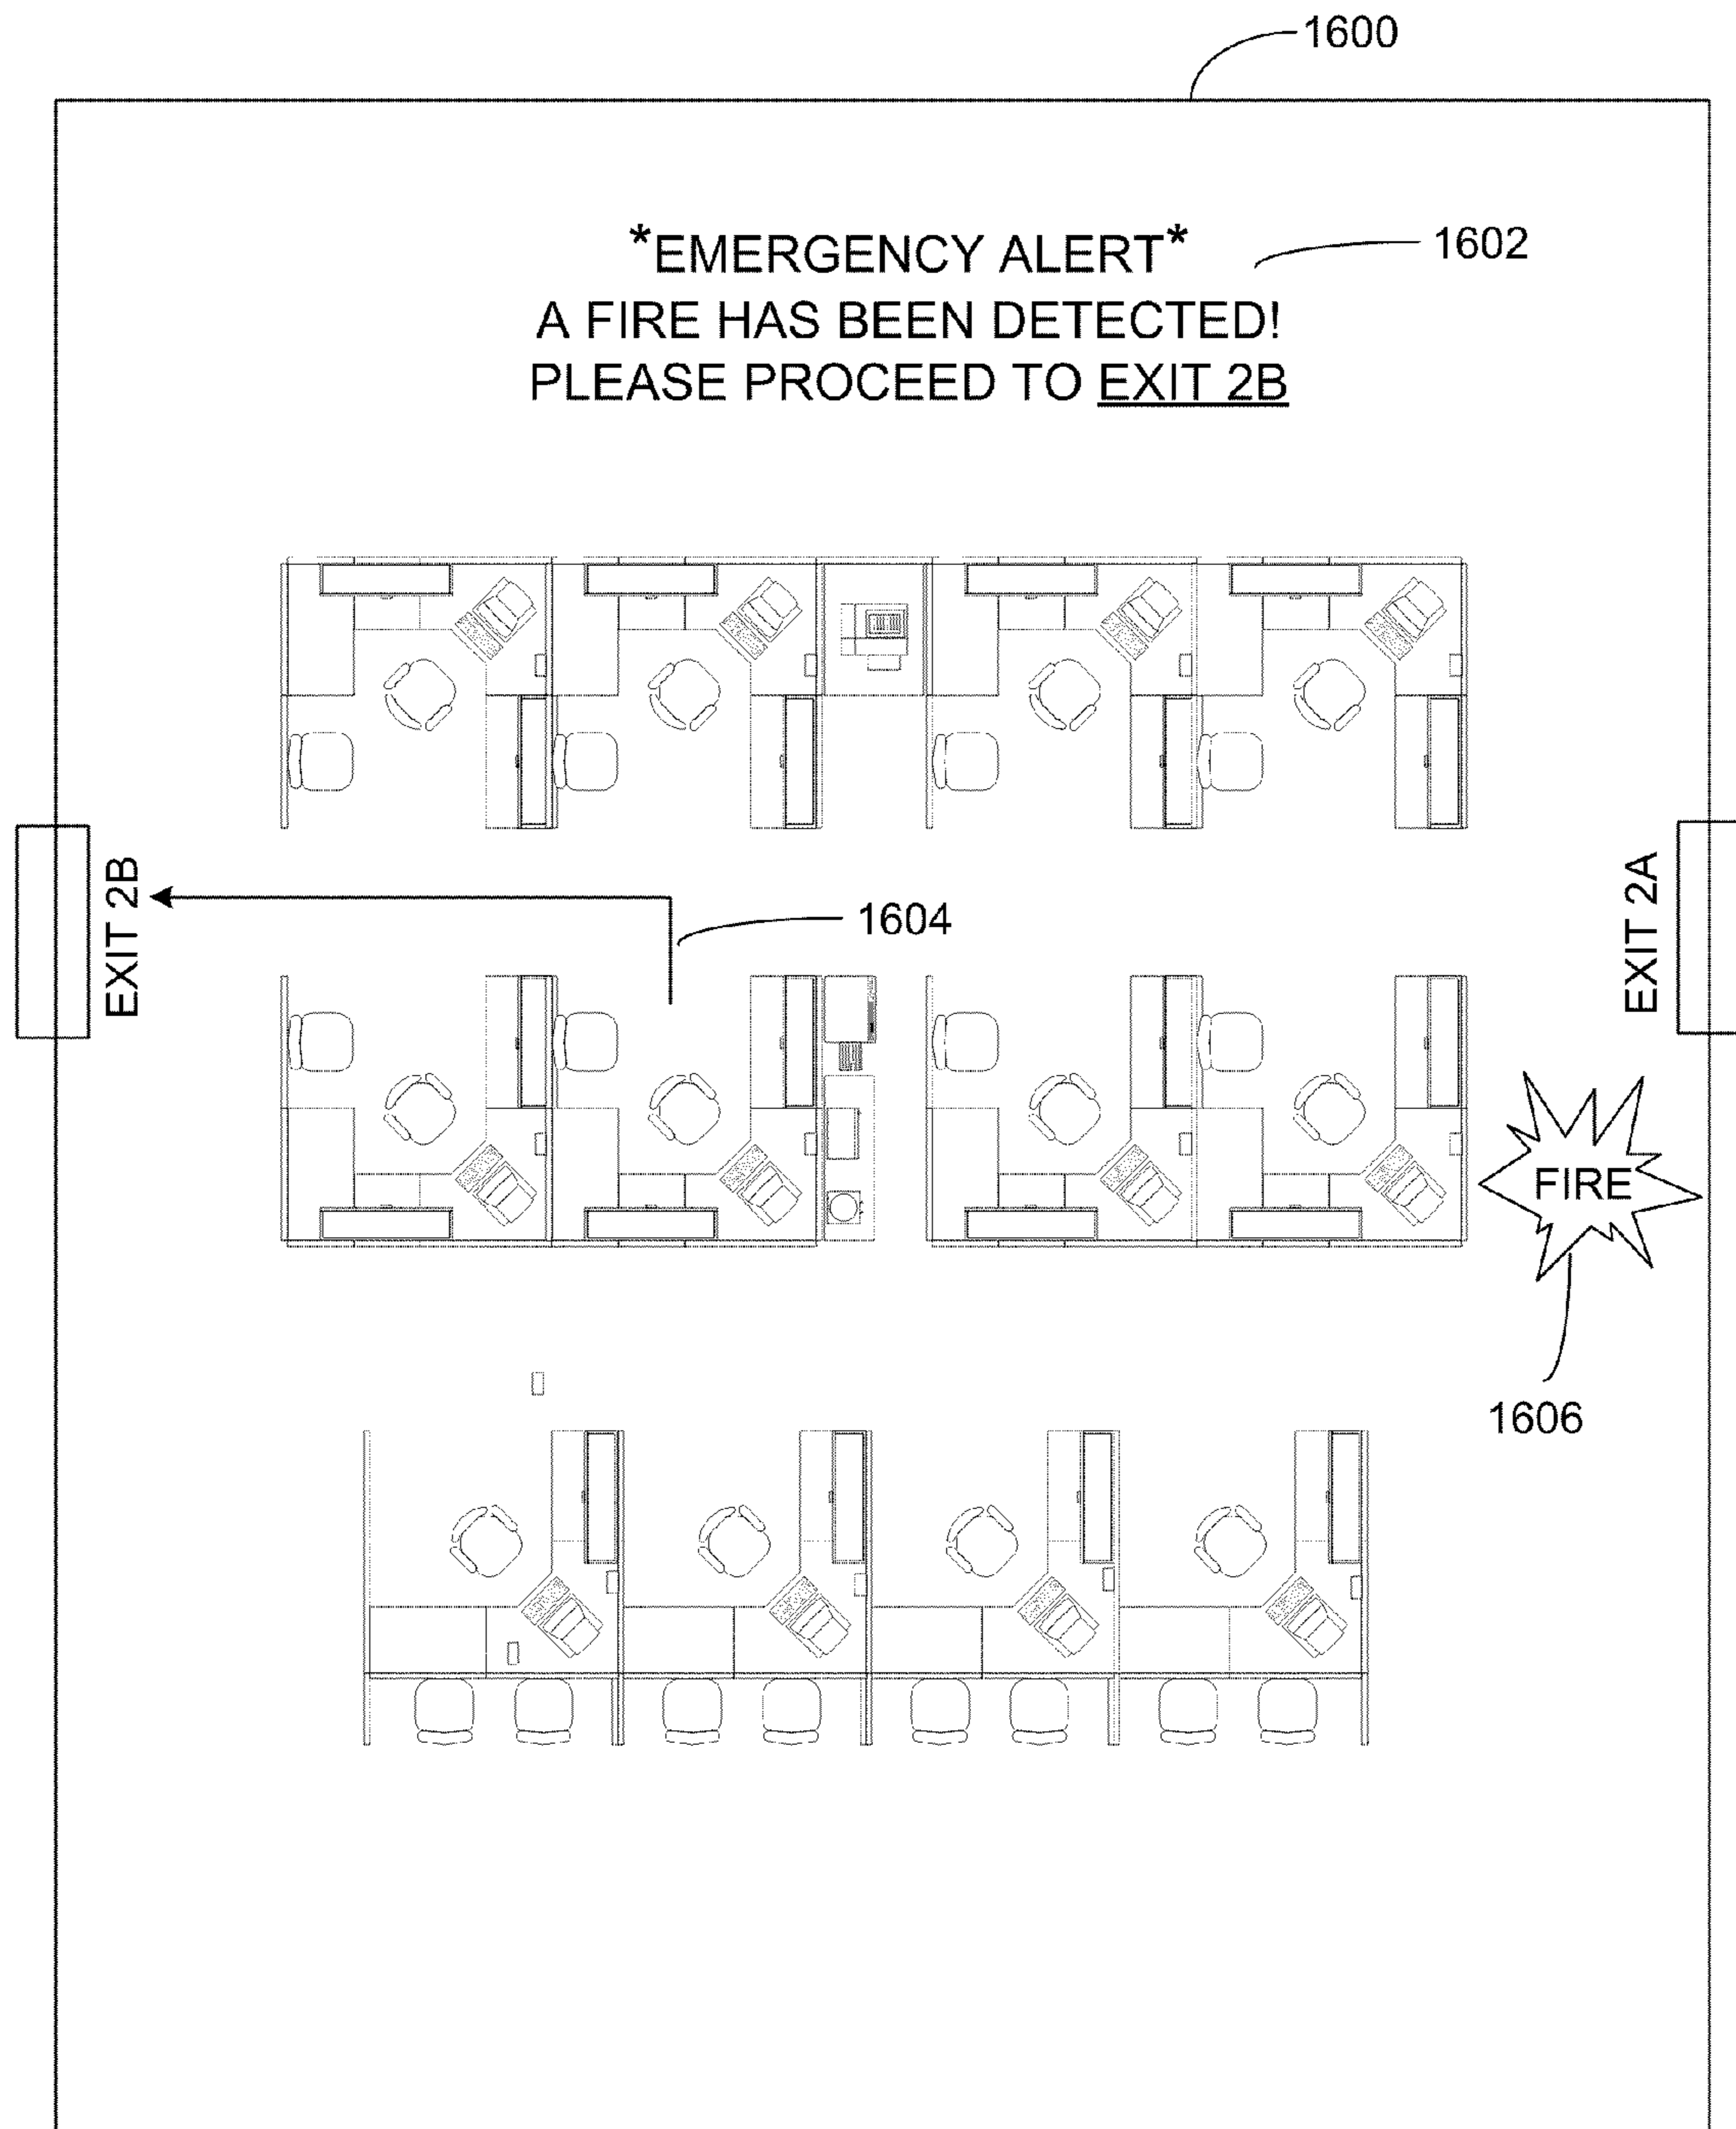 1600
*EMERGENCY ALERT*
1602
A FIRE HAS BEEN DETECTED!
PLEASE PROCEED TO EXIT 2B
EXIT 2B
EXIT 2A
1604
FIRE
1606